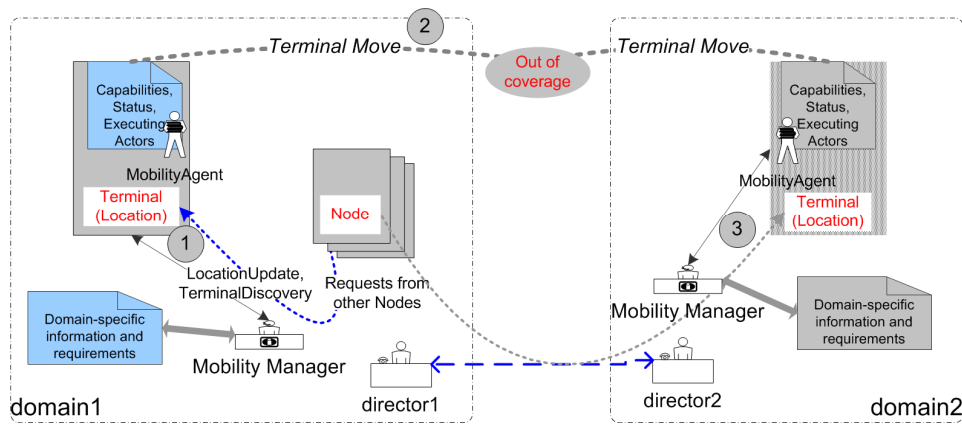 2
Terminal Move
Terminal Move
Out of
coverage
Capabilities,
Status,
Executing
Actors
MobilityAgent
Terminal
(Location)
1
Node
LocationUpdate,
TerminalDiscovery
Requests from
other Nodes
Domain-specific
information and
requirements
Mobility Manager
director1
domain1
Capabilities,
Status,
Executing
Actors
MobilityAgent
Terminal
(Location)
3
Mobility Manager
Domain-specific
information and
requirements
director2
domain2